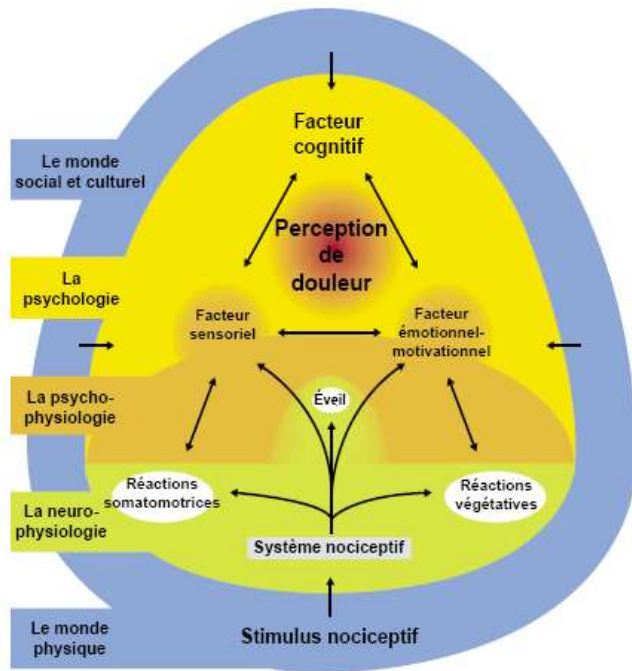 Facteur
cognitif
Le monde
social et culturel
Perception
de
douleur
La
psychologie
Facteur
sensoriel
Facteur
émotionnel-
motivationnel
La psycho-
physiologie
Éveil
Réactions
somatomotrices
Réactions
végétatives
La neuro-
physiologie
Système nociceptif
Le monde
physique
Stimulus nociceptif